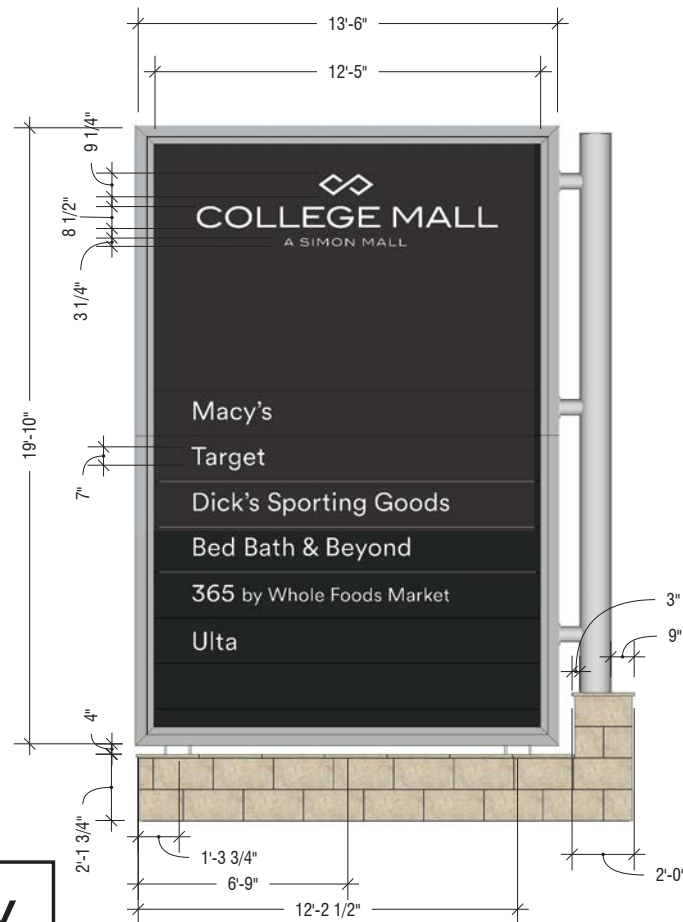 13'-6"
12'-5"
9 1/4"
8 1/2"
3 1/4"
COLLEGE MALL
A SIMON MALL
19'-10"
Macy's
7"
Target
Dick's Sporting Goods
Bed Bath & Beyond
365 by Whole Foods Market
3"
9"
Ulta
4"
2'-1 3/4"
1'-3 3/4"
2'-0"
6'-9"
12'-2 1/2"